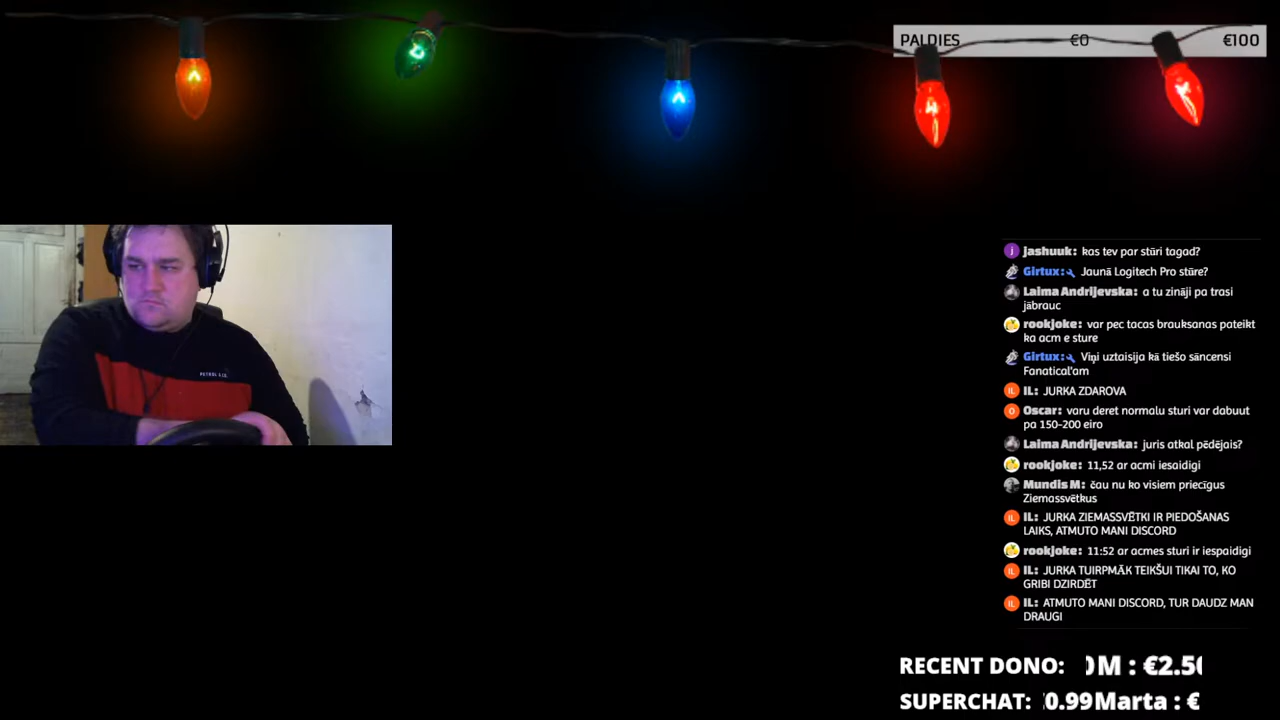 PALDIES €0 €100
jashuuk: kas tev par stūri tagad?
Girtux: Jaunā Logitech Pro stūre?
Laima Andrijevska: a tu zināji pa trasi
jābrauc
rookjoke: var pec tacas brauksanas pateikt
ka acm e sture
Girtux: Viņi uztaisija kā tiešo sāncensi
Fanatical'am
IL: JURKA ZDAROVA
Oscar: varu deret normalu sturi var dabuut
pa 150-200 eiro
Laima Andrijevska: juris atkal pēdējais?
rookjoke: 11,52 ar acmi iesaidigi
Mundis M: čau nu ko visiem priecīgus
Ziemassvētkus
IL: JURKA ZIEMASSVĒTKI IR PIEDOŠANAS
LAIKS, ATMUTO MANI DISCORD
rookjoke: 11:52 ar acmes sturi ir iespaidigi
IL: JURKA TUIRPMĀK TEIKŠUI TIKAI TO, KO
GRIBI DZIRDĒT
IL: ATMUTO MANI DISCORD, TUR DAUDZ MAN
DRAUGI
RECENT DONO: M : €2.50
SUPERCHAT: 0.99Marta : €